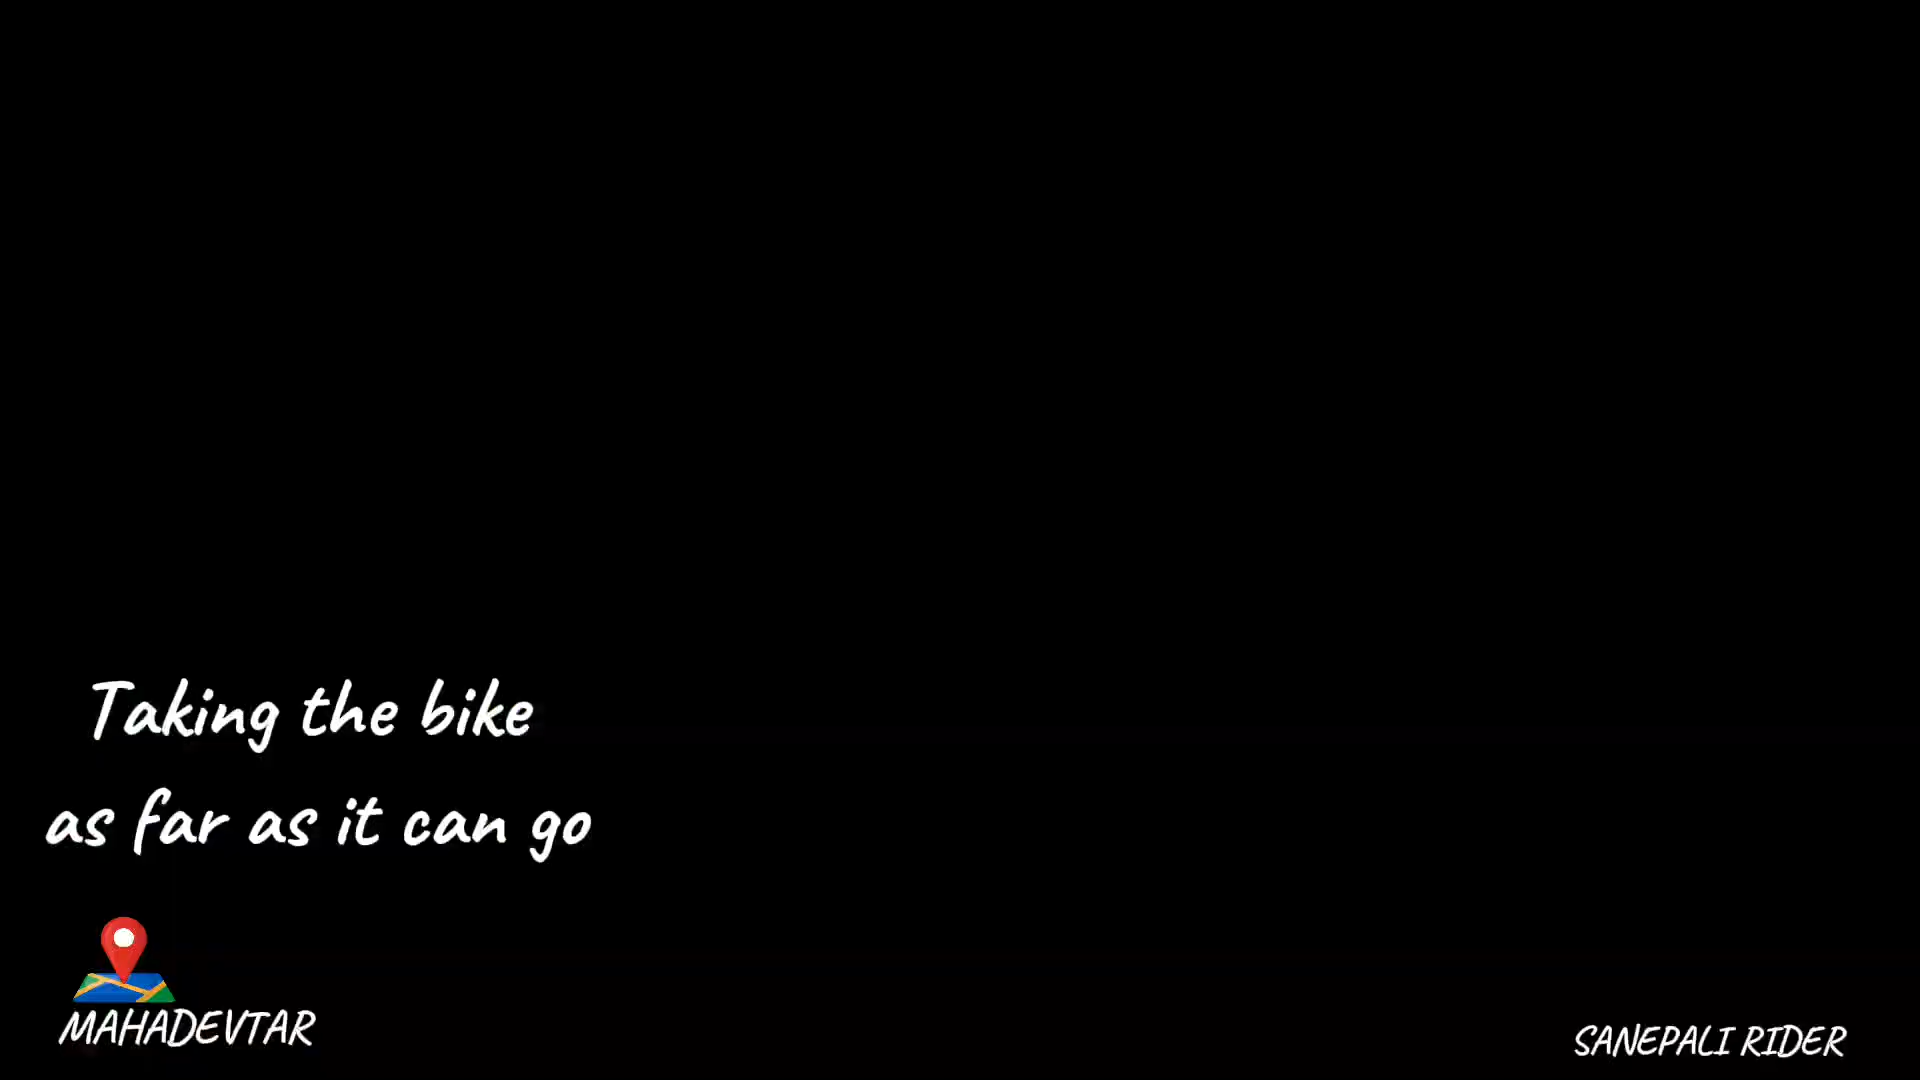 Taking the bike
as far as it can go
MAHADEVTAR
SANEPALI RIDER